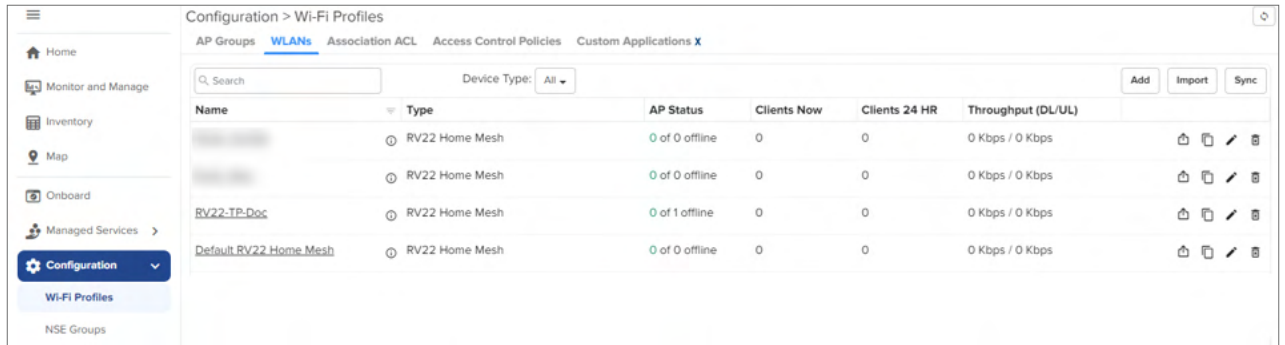 Configuration > Wi-Fi Profiles
AP Groups WLANs Association ACL Access Control Policies Custom Applications X
Home
Monitor and Manage
Inventory
Map
Onboard
Managed Services >
Configuration
Wi-Fi Profiles
NSE Groups
Search Device Type: All Add Import Sync
Name Type AP Status Clients Now Clients 24 HR Throughput (DL/UL)
RV22 Home Mesh 0 of 0 offline 0 0 0 Kbps / 0 Kbps
RV22 Home Mesh 0 of 0 offline 0 0 0 Kbps / 0 Kbps
RV22-TP-Doc RV22 Home Mesh 0 of 1 offline 0 0 0 Kbps / 0 Kbps
Default RV22 Home Mesh RV22 Home Mesh 0 of 0 offline 0 0 0 Kbps / 0 Kbps